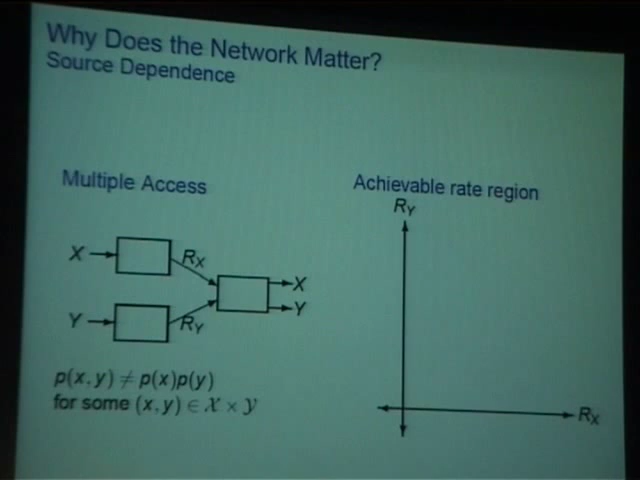 Why Does the Network Matter?
Source Dependence
Multiple Access
Achievable rate region
R_Y
X
R_X
X
Y
Y
R_Y
p(x, y) ≠ p(x)p(y)
for some (x, y) ∈ 𝒳 × 𝒴
R_X